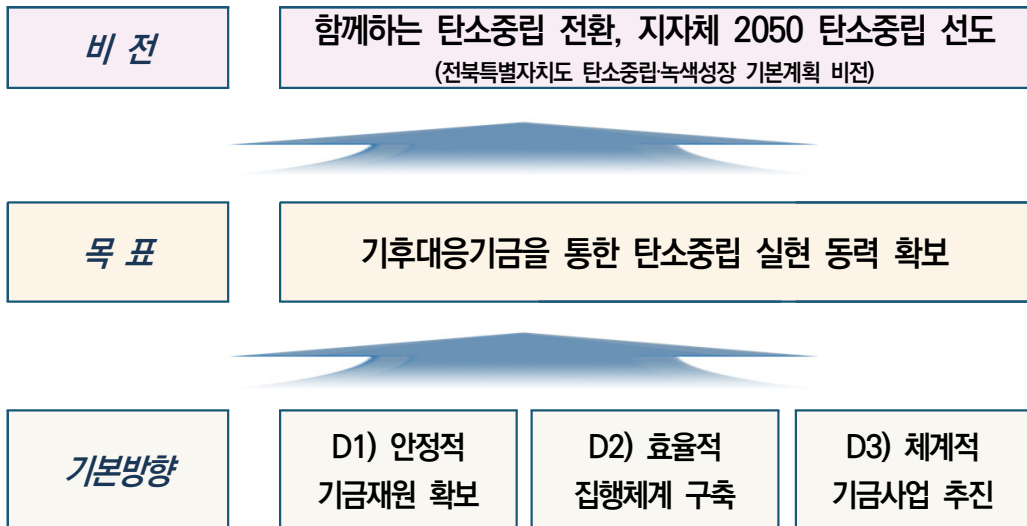 비 전
함께하는 탄소중립 전환, 지자체 2050 탄소중립 선도
(전북특별자치도 탄소중립·녹색성장 기본계획 비전)
목 표
기후대응기금을 통한 탄소중립 실현 동력 확보
기본방향
D1) 안정적
기금재원 확보
D2) 효율적
집행체계 구축
D3) 체계적
기금사업 추진